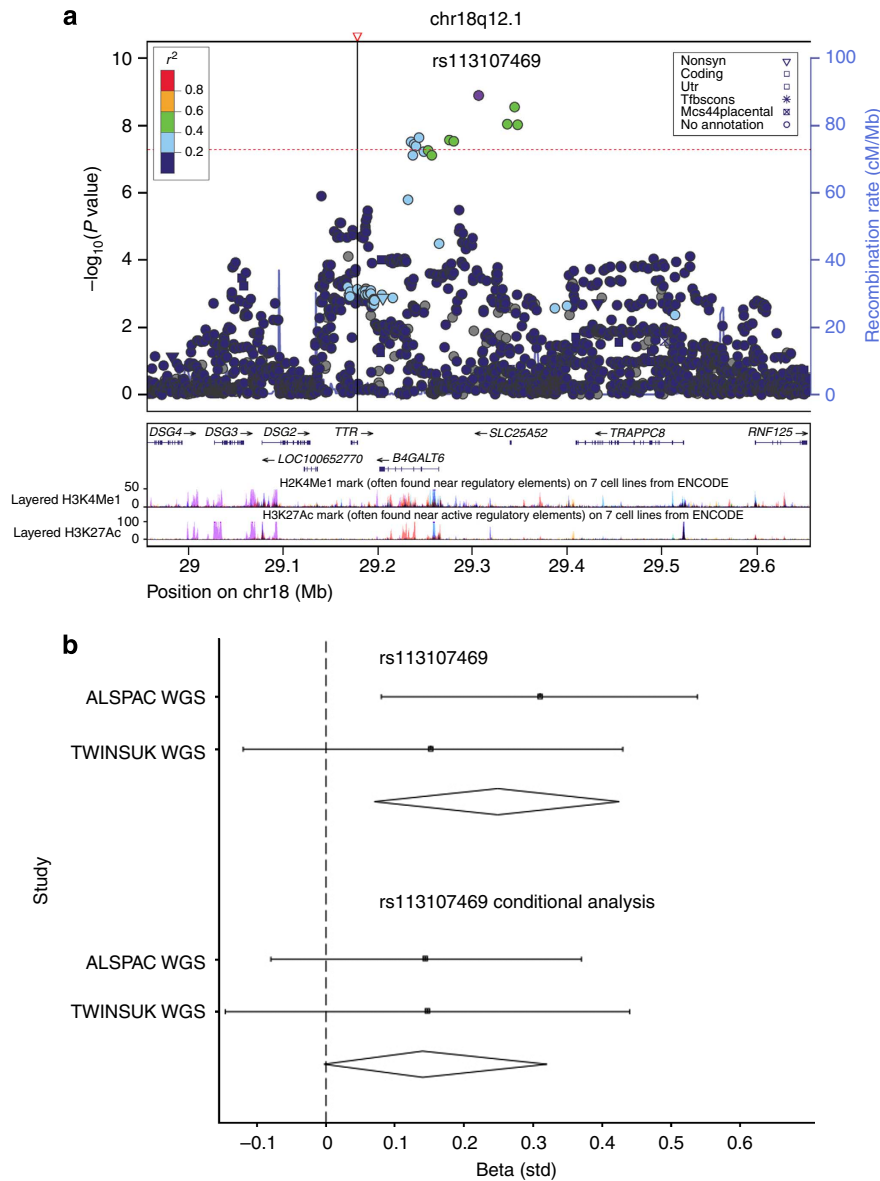 a
chr18q12.1
rs113107469
r²
0.8
0.6
0.4
0.2
Nonsyn
Coding
Utr
Tfbscons
Mcs44placental
No annotation
10
8
6
4
2
0
−log₁₀(P value)
100
80
60
40
20
0
Recombination rate (cM/Mb)
DSG4→ DSG3→ DSG2→ TTR→ ←SLC25A52 ←TRAPPC8 RNF125→
←LOC100652770 ←B4GALT6
H2K4Me1 mark (often found near regulatory elements) on 7 cell lines from ENCODE
Layered H3K4Me1
50
0
H3K27Ac mark (often found near active regulatory elements) on 7 cell lines from ENCODE
Layered H3K27Ac
100
0
29 29.1 29.2 29.3 29.4 29.5 29.6
Position on chr18 (Mb)
b
rs113107469
ALSPAC WGS
TWINSUK WGS
Study
rs113107469 conditional analysis
ALSPAC WGS
TWINSUK WGS
−0.1 0 0.1 0.2 0.3 0.4 0.5 0.6
Beta (std)